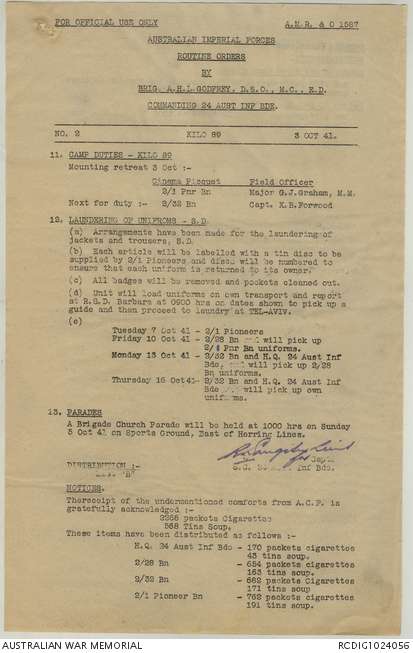 FOR OFFICIAL USE ONLY A.M.R. & O 1587
AUSTRALIAN IMPERIAL FORCES
ROUTINE ORDERS
BY
BRIG. A.H.L. GODFREY, D.S.O., M.C., E.D.
COMMANDING 24 AUST INF BDE.
NO. 2 KILO 89 3 OCT 41.
11. CAMP DUTIES - KILO 89
Mounting retreat 3 Oct :-
Cinema Picquet Field Officer
2/3 Pnr Bn Major G.J. Graham, M.M.
Next for duty :- 2/32 Bn Capt. K.B. Forwood
12. LAUNDERING OF UNIFROMS - S.D.
(a) Arrangements have been made for the laundering of
jackets and trousers, S.D.
(b) Each article will be labelled with a tin disc to be
supplied by 2/1 Pioneers and discs will be numbered to
ensure that each uniform is returned to its owner.
(c) All badges will be removed and pockets cleaned out.
(d) Unit will load uniforms on own transport and report
at R.S.D. Barbara at 0900 hrs on dates shown to pick up a
guide and then proceed to laundry at TEL-AVIV.
(e)
Tuesday 7 Oct 41 - 2/1 Pioneers
Friday 10 Oct 41 - 2/28 Bn and will pick up
Pnr Bn uniforms.
Monday 13 Oct 41 - 2/32 Bn and H.Q. 24 Aust Inf
Bde, and will pick up 2/28
Bn uniforms.
Thursday 16 Oct 41- 2/32 Bn and H.Q. 24 Aust Inf
Bde will pick up own
uniforms.
13. PARADES
A Brigade Church Parade will be held at 1000 hrs on Sunday
5 Oct 41 on Sports Ground, East of Herring Lines.
Capt
DISTRIBUTION :- Inf Bde.
NOTICES.
Thereceipt of the undermentioned comforts from A.C.F. is
gratefully acknowledged :-
2268 packets Cigarettes
568 Tins Soup.
These items have been distributed as follows :-
H.Q. 24 Aust Inf Bde - 170 packets cigarettes
43 tins soup.
2/28 Bn - 654 packets cigarettes
163 tins soup.
2/32 Bn - 682 packets cigarettes
171 tins soup
2/1 Pioneer Bn - 762 packets cigarettes
191 tins soup.
AUSTRALIAN WAR MEMORIAL RCDIG1024056